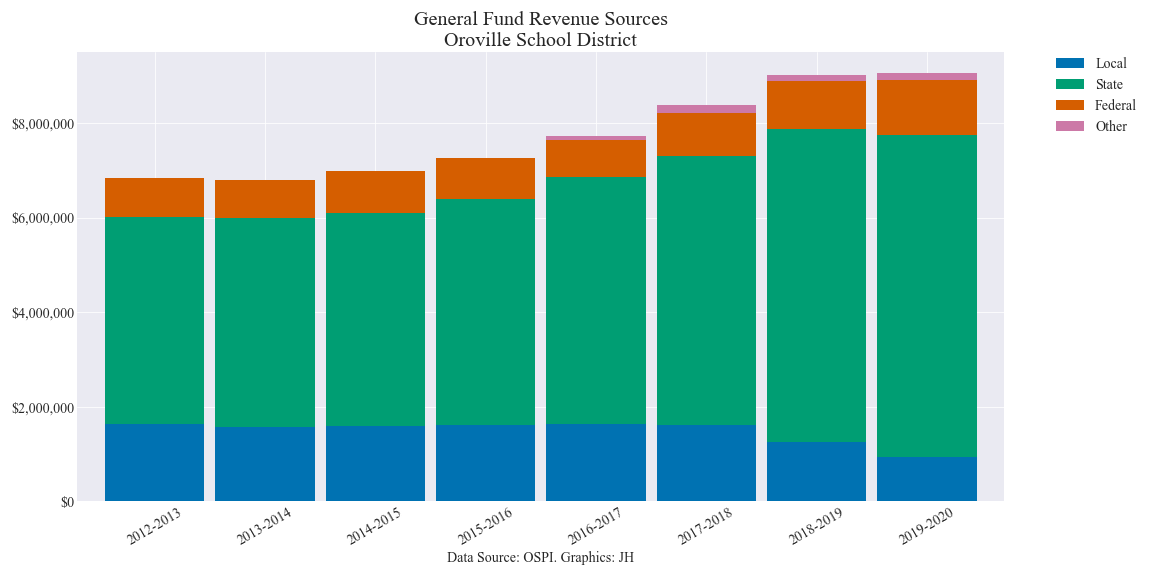 General Fund Revenue Sources
Oroville School District
Local
State
Federal
Other
$8,000,000
$6,000,000
$4,000,000
$2,000,000
$0
2012-2013
2013-2014
2014-2015
2015-2016
2016-2017
2017-2018
2018-2019
2019-2020
Data Source: OSPI. Graphics: JH